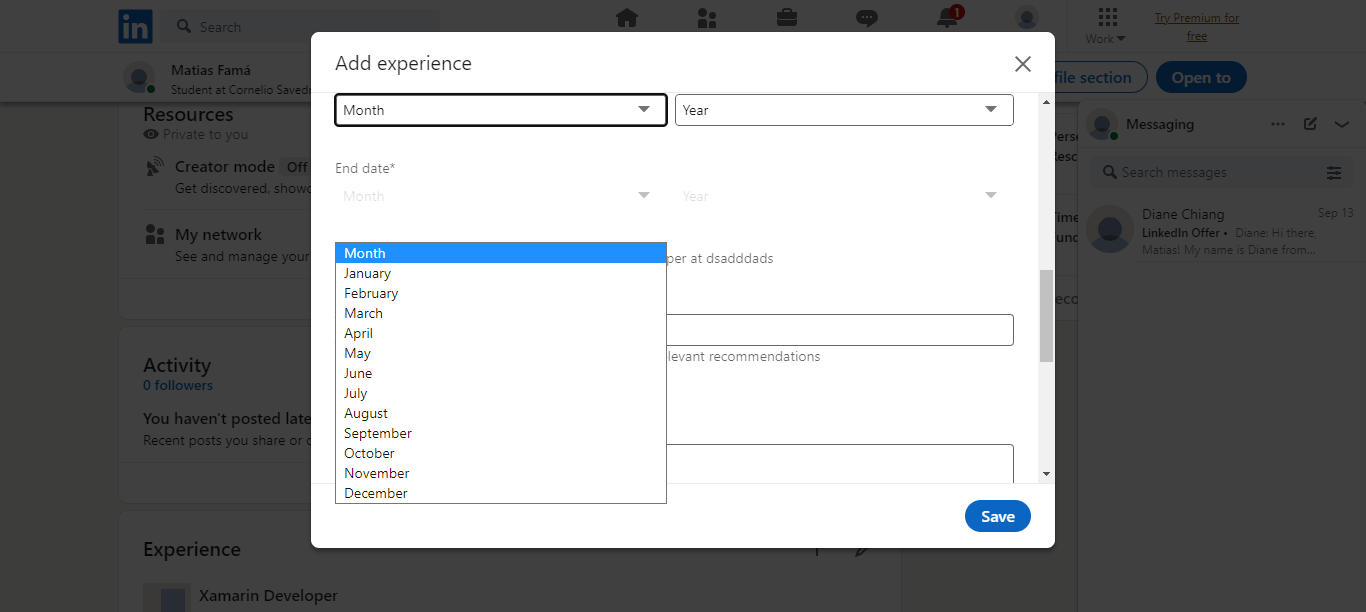 in
Search
1
Work
Try Premium for
free
Matias Famá
Student at Cornelio Saved
file section
Open to
Add experience
Month
Year
End date*
Month
Year
Month
January
February
March
April
May
June
July
August
September
October
November
December
per at dsadddads
levant recommendations
Save
Resources
Private to you
Creator mode Off
Get discovered, showc
My network
See and manage your
Activity
0 followers
You haven't posted late
Recent posts you share or c
Experience
Xamarin Developer
Messaging
Search messages
Diane Chiang
Sep 13
LinkedIn Offer • Diane: Hi there,
Matias! My name is Diane from...